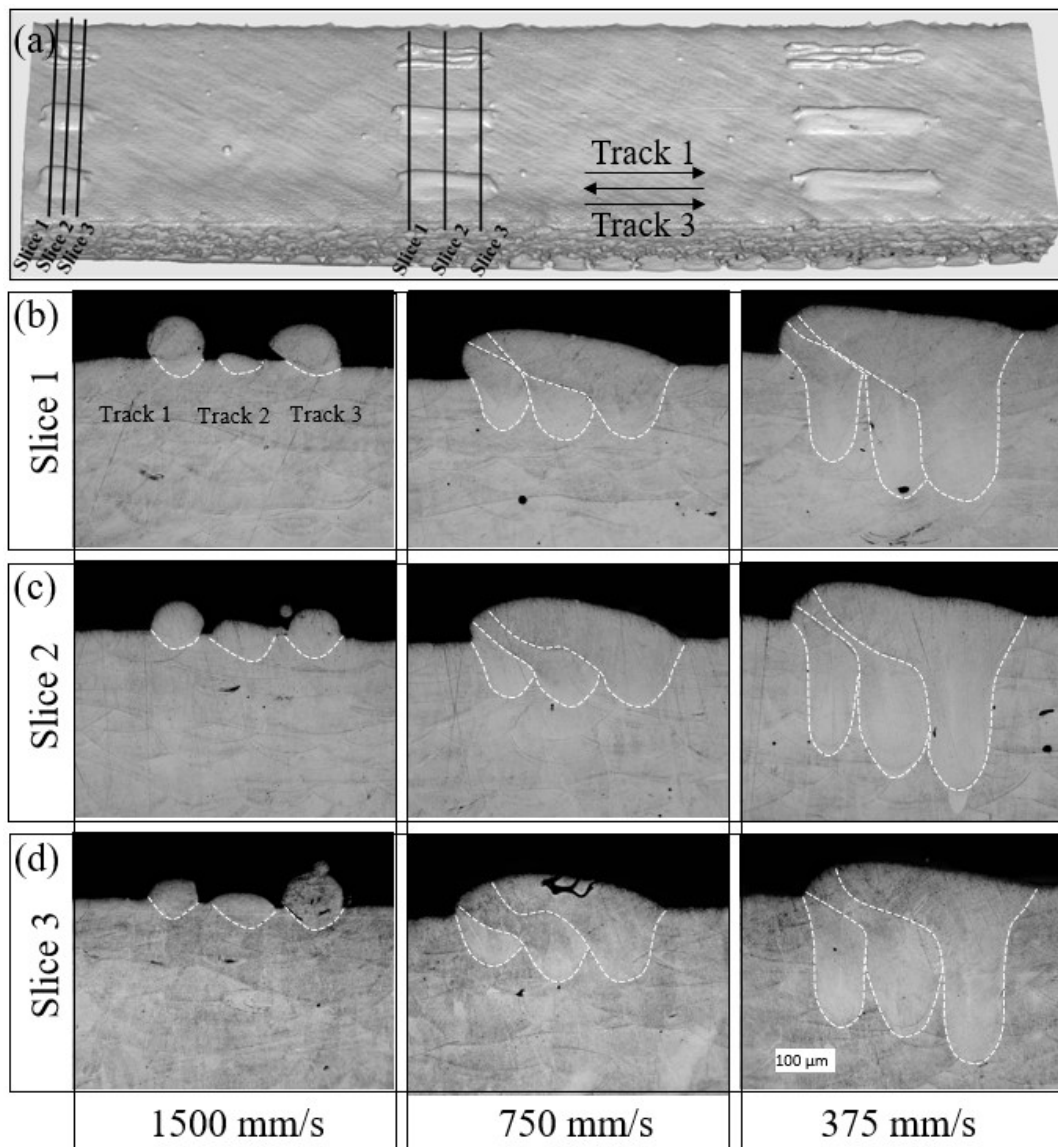 (a)
Track 1
Track 3
Slice 1
Slice 2
Slice 3
Slice 1
Slice 2
Slice 3
(b)
Slice 1
Track 1
Track 2
Track 3
(c)
Slice 2
(d)
Slice 3
100 µm
1500 mm/s
750 mm/s
375 mm/s